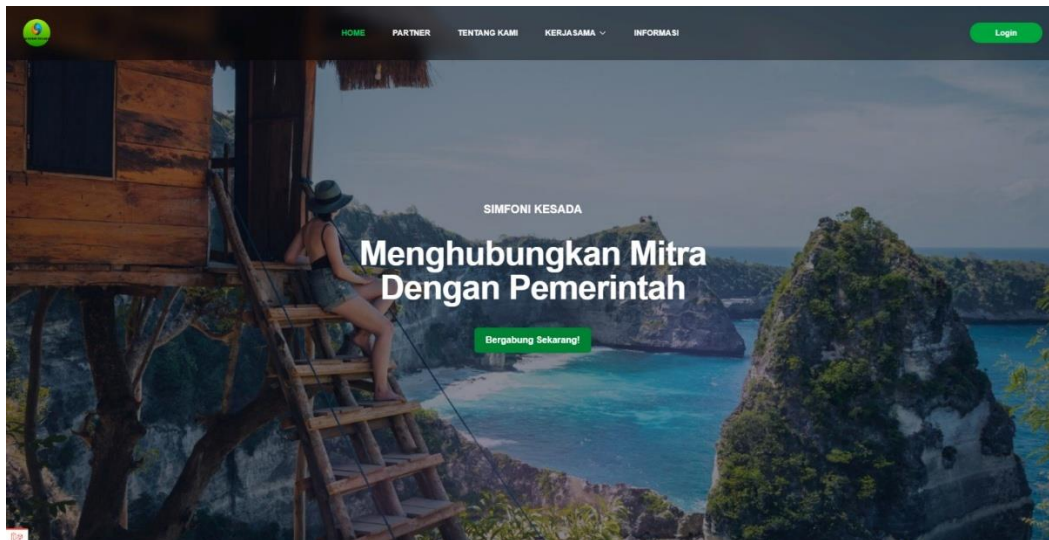 HOME
PARTNER
TENTANG KAMI
KERJASAMA
INFORMASI
Login
SIMFONI KESADA
Menghubungkan Mitra
Dengan Pemerintah
Bergabung Sekarang!